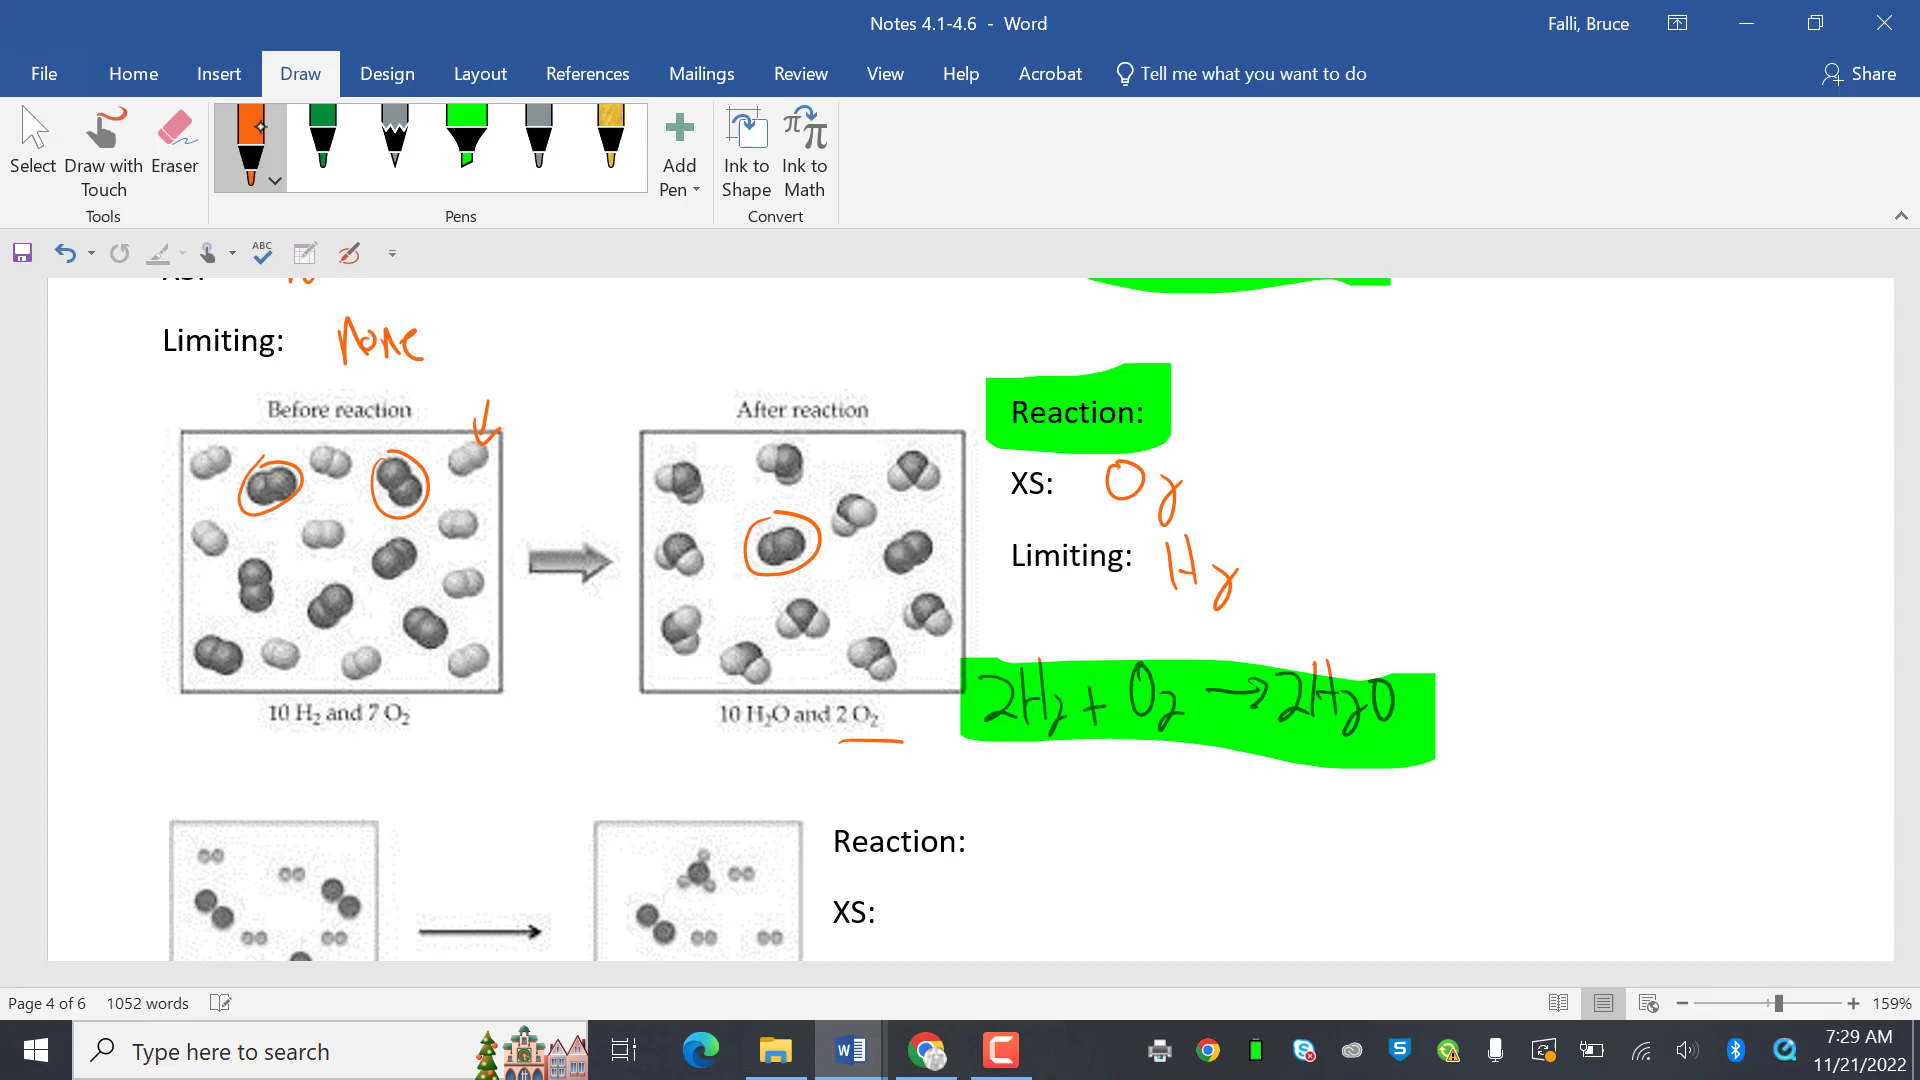 Notes 4.1-4.6 - Word
Falli, Bruce
File Home Insert Draw Design Layout References Mailings Review View Help Acrobat Tell me what you want to do Share
Select Draw with Touch Eraser Add Pen Ink to Shape Ink to Math
Tools Pens Convert
ABC
Limiting: none
Before reaction
After reaction
Reaction:
XS: O2
Limiting: H2
10 H₂ and 7 O₂
10 H₂O and 2 O₂
2H2 + O2 → 2H2O
Reaction:
XS:
Page 4 of 6 1052 words 159%
Type here to search
7:29 AM
11/21/2022